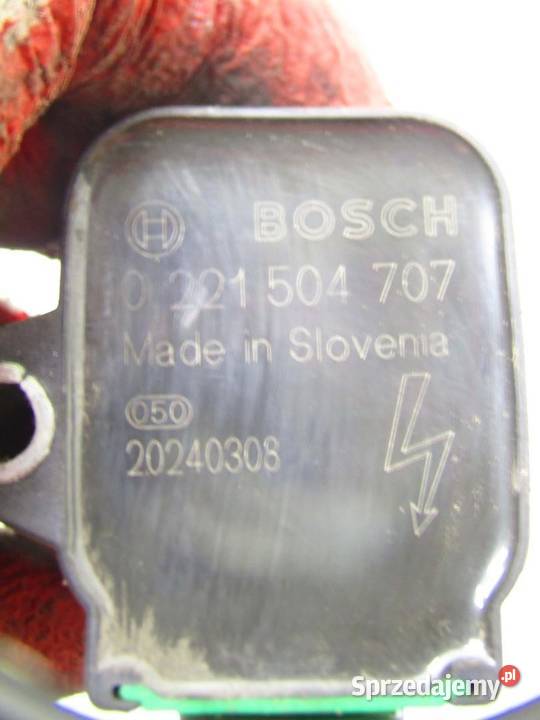 BOSCH
0 221 504 707
Made in Slovenia
050
20240308
Sprzedajemy.pl